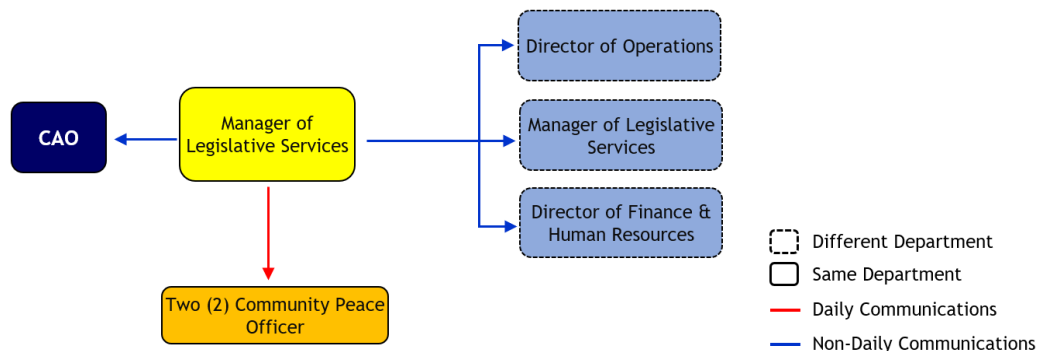 Director of Operations
CAO
Manager of
Legislative Services
Manager of Legislative
Services
Director of Finance &
Human Resources
Two (2) Community Peace
Officer
Different Department
Same Department
Daily Communications
Non-Daily Communications